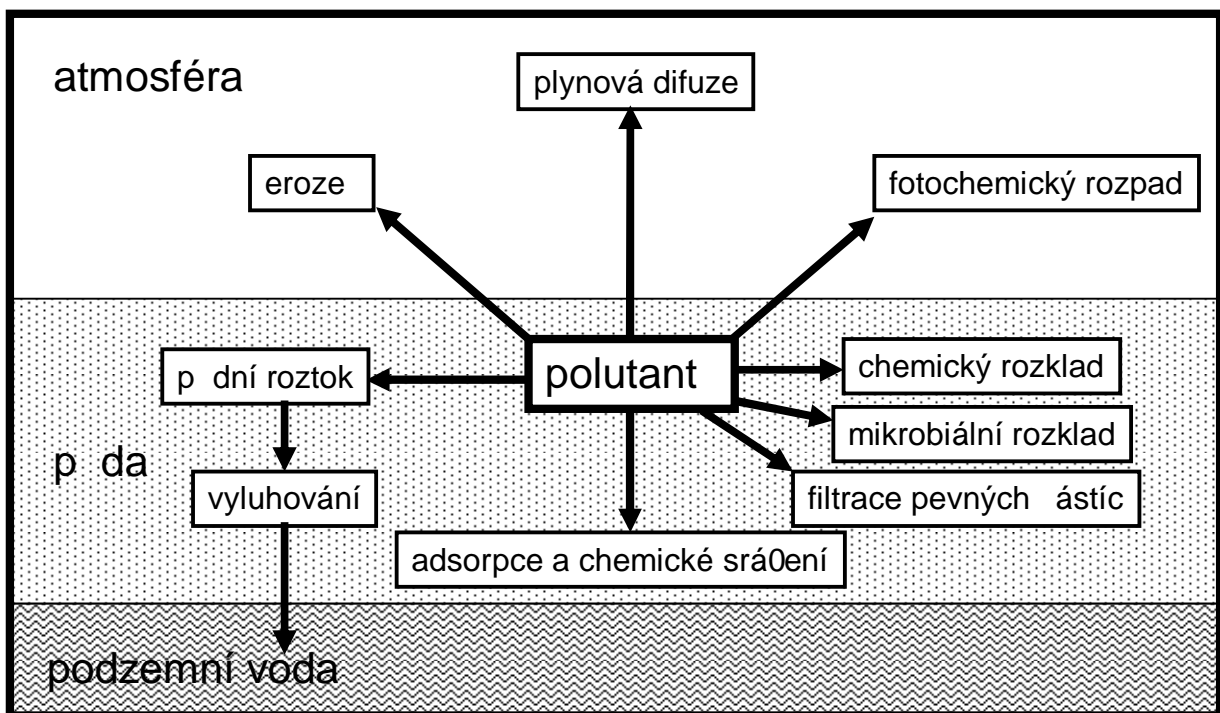 atmosféra
plynová difuze
eroze
fotochemický rozpad
polutant
p dní roztok
chemický rozklad
mikrobiální rozklad
p da
vyluhování
filtrace pevných ástíc
adsorpce a chemické srá0ení
podzemní voda